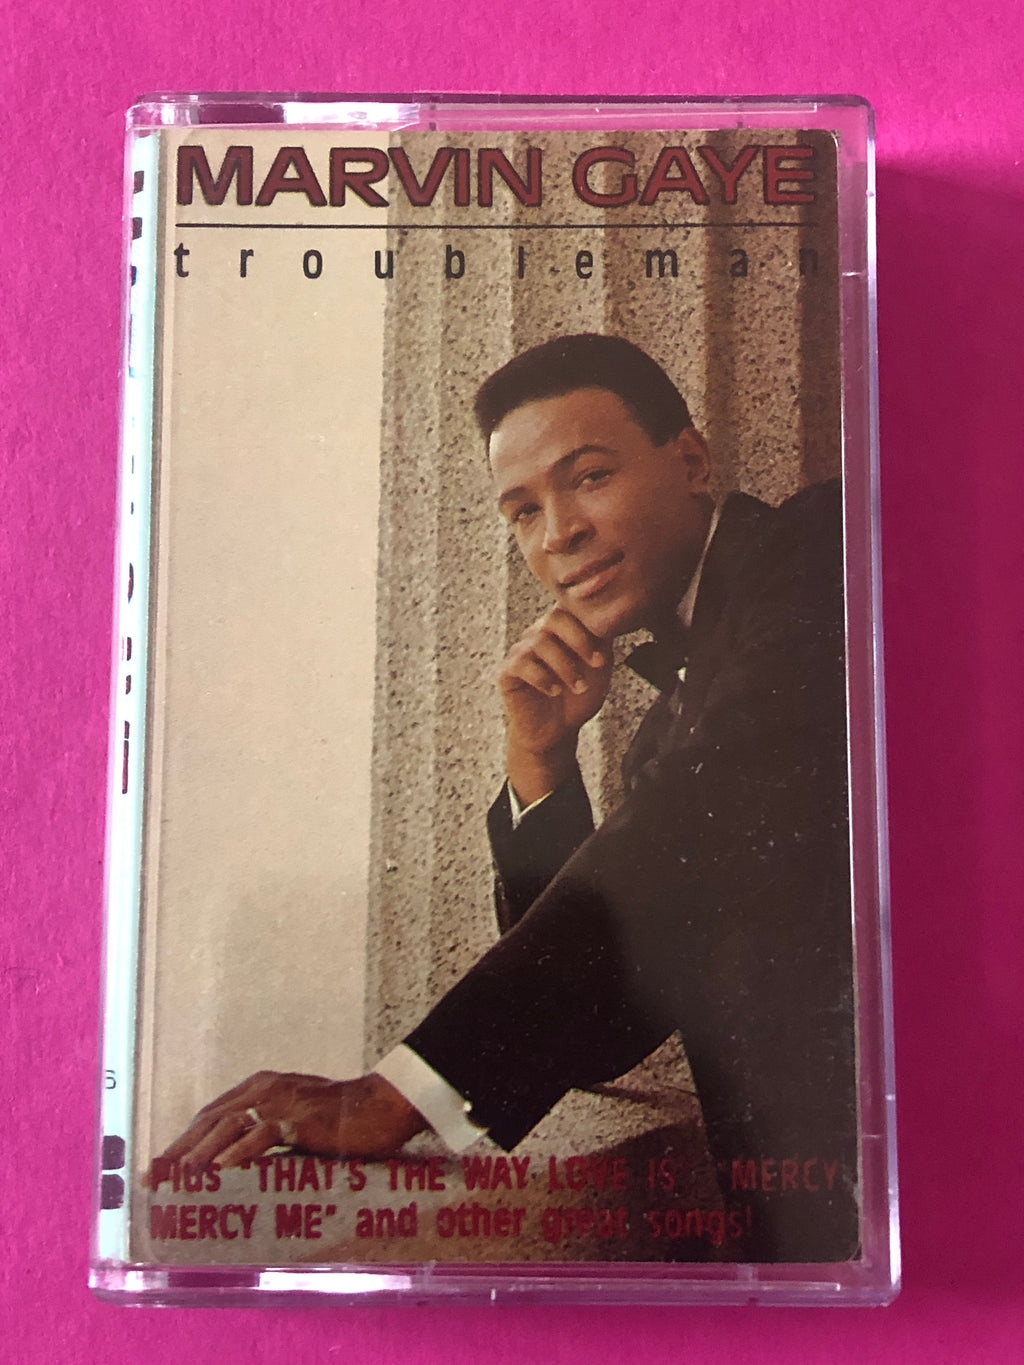 MARVIN GAYE
troubleman
Plus "THAT'S THE WAY LOVE IS" "MERCY
MERCY ME" and other great songs!